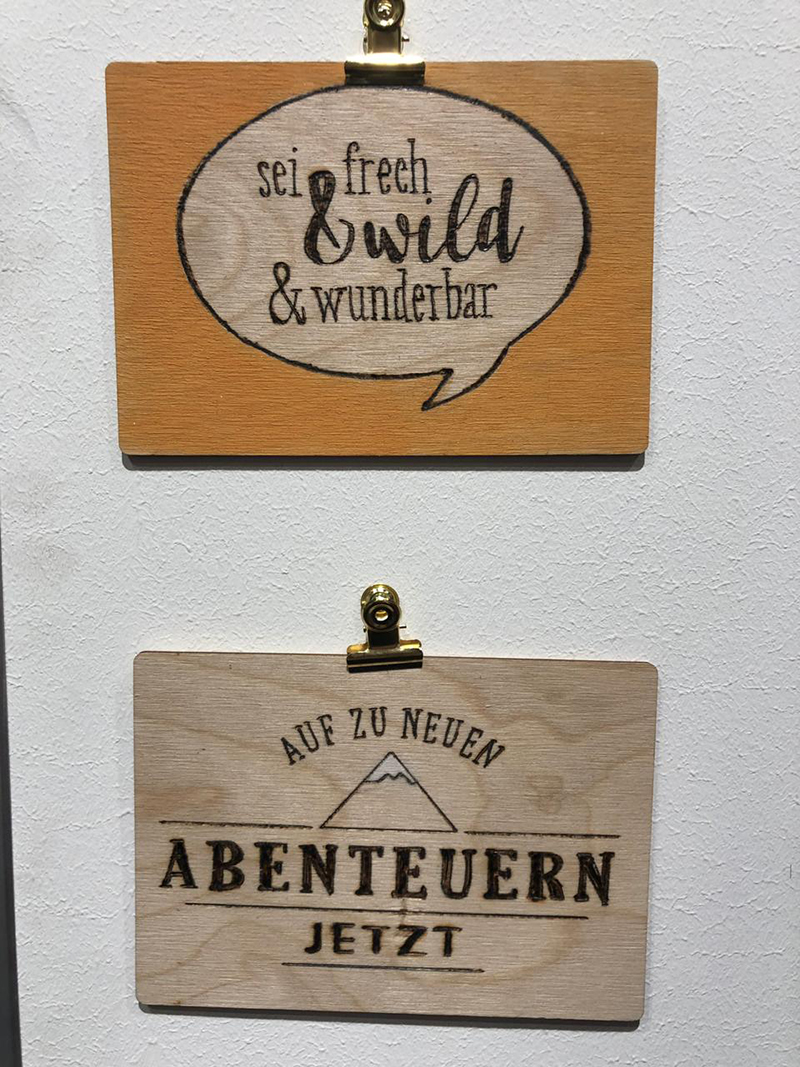 sei frech
& wild
& wunderbar
AUF ZU NEUEN
ABENTEUERN
JETZT